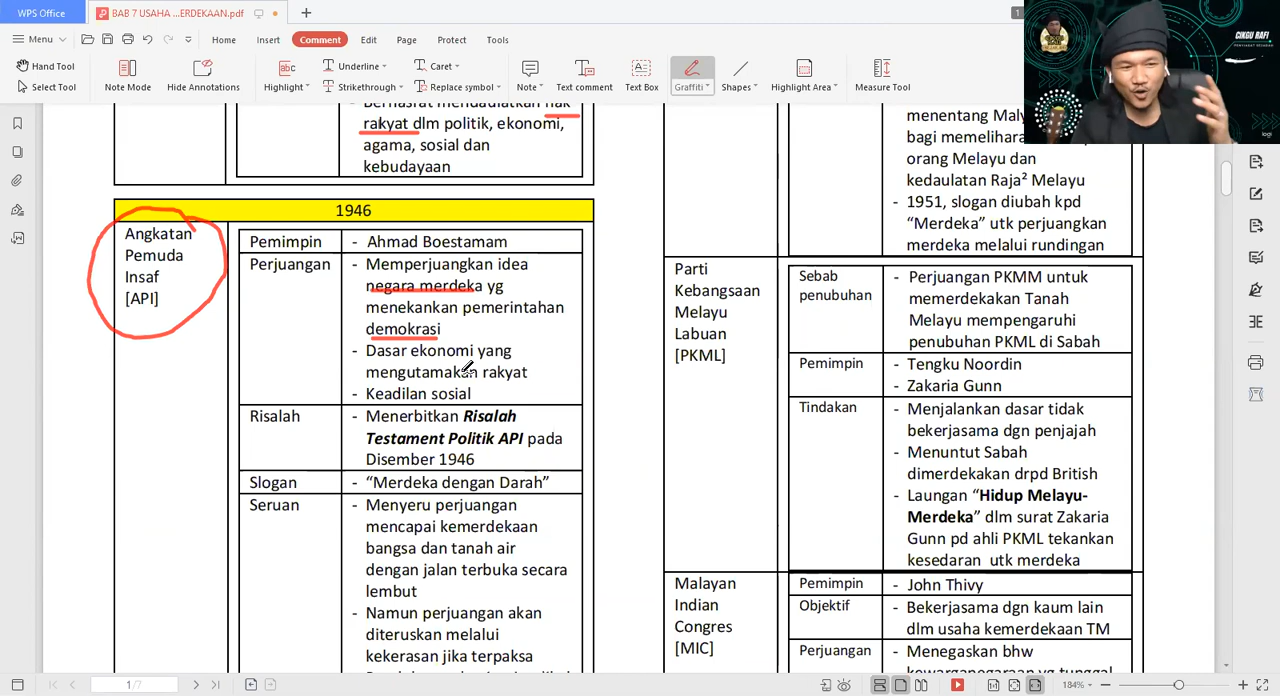 WPS Office
BAB 7 USAHA ...ERDEKAAN.pdf
1
Menu
Home
Insert
Comment
Edit
Page
Protect
Tools
Hand Tool
Select Tool
Note Mode
Hide Annotations
Highlight
Underline
Strikethrough
Caret
Replace symbol
Note
Text comment
Text Box
Graffiti
Shapes
Highlight Area
Measure Tool
CIKGU RAFI
logi
Berhasrat mendaulatkan hak
rakyat dlm politik, ekonomi,
agama, sosial dan
kebudayaan
1946
Angkatan
Pemuda
Insaf
[API]
Pemimpin
- Ahmad Boestamam
Perjuangan
- Memperjuangkan idea
negara merdeka yg
menekankan pemerintahan
demokrasi
- Dasar ekonomi yang
mengutamakan rakyat
- Keadilan sosial
Risalah
- Menerbitkan Risalah
Testament Politik API pada
Disember 1946
Slogan
- “Merdeka dengan Darah”
Seruan
- Menyeru perjuangan
mencapai kemerdekaan
bangsa dan tanah air
dengan jalan terbuka secara
lembut
- Namun perjuangan akan
diteruskan melalui
kekerasan jika terpaksa
menentang Maly
bagi memelihar
orang Melayu dan
kedaulatan Raja² Melayu
- 1951, slogan diubah kpd
“Merdeka” utk perjuangkan
merdeka melalui rundingan
Parti
Kebangsaan
Melayu
Labuan
[PKML]
Sebab
penubuhan
- Perjuangan PKMM untuk
memerdekakan Tanah
Melayu mempengaruhi
penubuhan PKML di Sabah
Pemimpin
- Tengku Noordin
- Zakaria Gunn
Tindakan
- Menjalankan dasar tidak
bekerjasama dgn penjajah
- Menuntut Sabah
dimerdekakan drpd British
- Laungan “Hidup Melayu-
Merdeka” dlm surat Zakaria
Gunn pd ahli PKML tekankan
kesedaran utk merdeka
Malayan
Indian
Congres
[MIC]
Pemimpin
- John Thivy
Objektif
- Bekerjasama dgn kaum lain
dlm usaha kemerdekaan TM
Perjuangan
- Menegaskan bhw
kewarganegaraan yg tunggal
1/7
184%